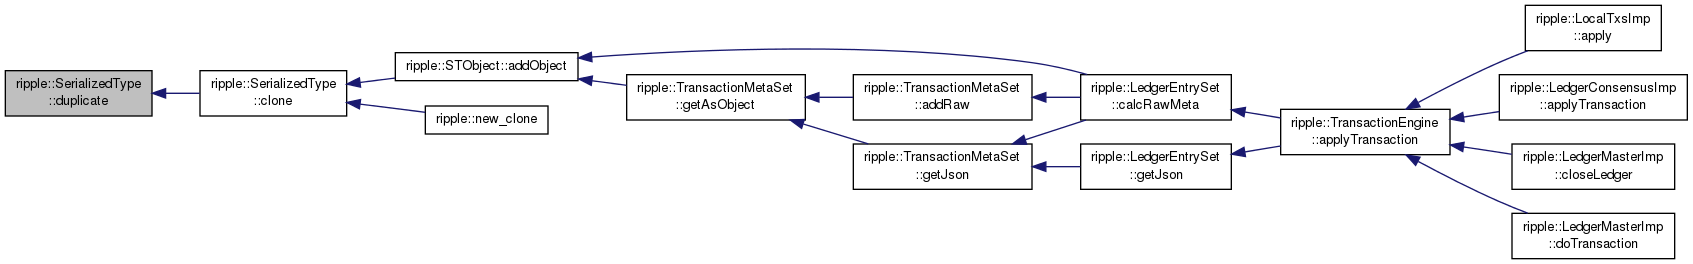 ripple::SerializedType
::duplicate
ripple::SerializedType
::clone
ripple::STObject::addObject
ripple::new_clone
ripple::TransactionMetaSet
::getAsObject
ripple::TransactionMetaSet
::addRaw
ripple::TransactionMetaSet
::getJson
ripple::LedgerEntrySet
::calcRawMeta
ripple::LedgerEntrySet
::getJson
ripple::TransactionEngine
::applyTransaction
ripple::LocalTxsImp
::apply
ripple::LedgerConsensusImp
::applyTransaction
ripple::LedgerMasterImp
::closeLedger
ripple::LedgerMasterImp
::doTransaction